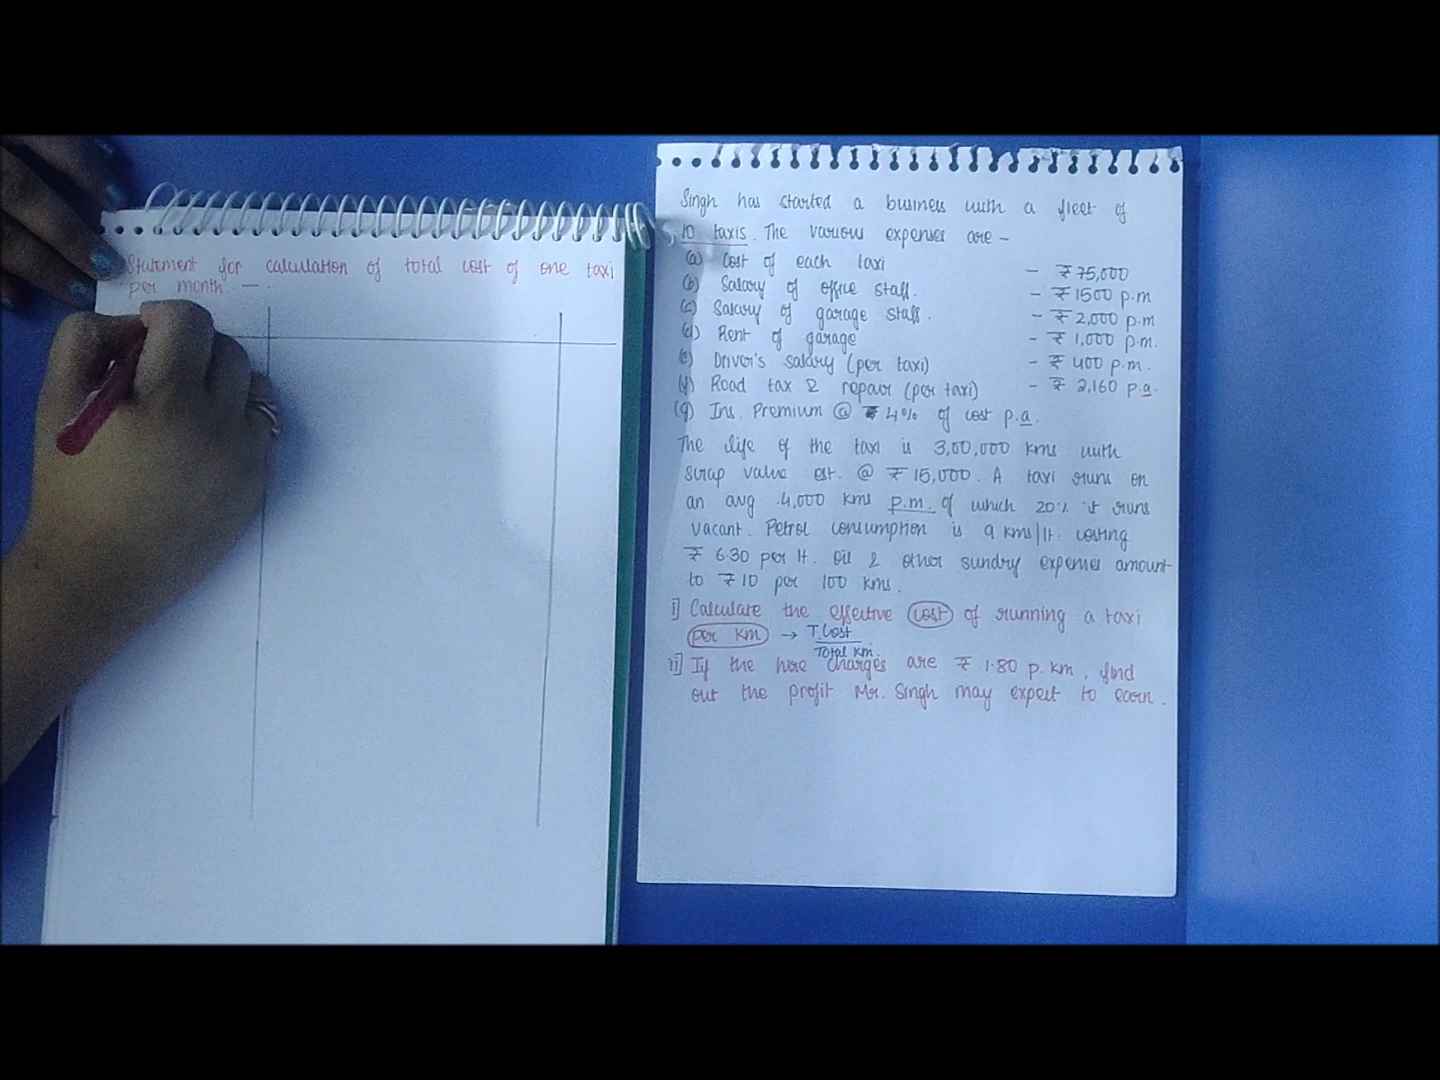 Statement for calculation of total cost of one taxi
per month. —.
Singh has started a business with a fleet of
10 taxis. The various expenses are –
(a) Cost of each taxi – ₹ 75,000
(b) Salary of office staff. – ₹ 1500 p.m
(c) Salary of garage staff. – ₹ 2,000 p.m
(d) Rent of garage – ₹ 1,000 p.m.
(e) Driver's salary (per taxi) – ₹ 400 p.m.
(f) Road tax & repair (per taxi) – ₹ 2,160 p.a.
(g) Ins. Premium @ 4% of cost p.a.
The life of the taxi is 3,00,000 kms with
scrap value est. @ ₹ 15,000. A taxi runs on
an avg. 4,000 kms p.m. of which 20% it runs
vacant. Petrol consumption is 9 kms/lt. costing
₹ 6.30 per lt. Oil & other sundry expenses amount
to ₹ 10 per 100 kms.
i] Calculate the effective cost of running a taxi
per km → T.Cost
Total Km.
ii] If the hire charges are ₹ 1.80 p.km, find
out the profit Mr. Singh may expect to earn.